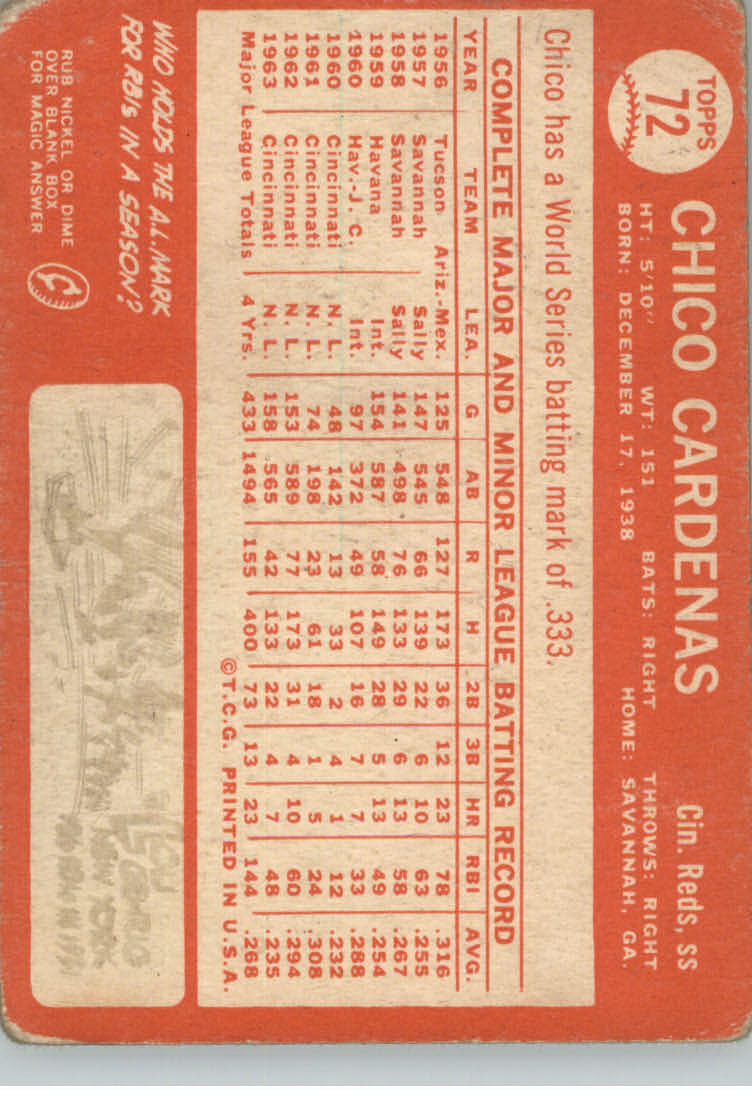 TOPPS
72
CHICO CARDENAS
Cin. Reds, SS
HT: 5/10" WT: 151 BATS: RIGHT THROWS: RIGHT
BORN: DECEMBER 17, 1938 HOME: SAVANNAH, GA.
Chico has a World Series batting mark of .333.
COMPLETE MAJOR AND MINOR LEAGUE BATTING RECORD
YEAR TEAM LEA. G AB R H 2B 3B HR RBI AVG.
1956 Tucson Ariz.-Mex. 125 548 127 173 36 12 23 78 .316
1957 Savannah Sally 147 545 66 139 22 6 10 63 .255
1958 Savannah Sally 141 498 76 133 29 6 13 58 .267
1959 Havana Int. 154 587 58 149 28 5 13 49 .254
1960 Hav.-J. C. Int. 97 372 49 107 16 7 7 33 .288
1960 Cincinnati N. L. 48 142 13 33 2 4 1 12 .232
1961 Cincinnati N. L. 74 198 23 61 18 1 5 24 .308
1962 Cincinnati N. L. 153 589 77 173 31 4 10 60 .294
1963 Cincinnati N. L. 158 565 42 133 22 4 7 48 .235
Major League Totals 4 Yrs. 433 1494 155 400 73 13 23 144 .268
©T.C.G. PRINTED IN U.S.A.
WHO HOLDS THE A.L. MARK
FOR RBIs IN A SEASON?
RUB NICKEL OR DIME
OVER BLANK BOX
FOR MAGIC ANSWER
LOU
GEHRIG
NEW YORK